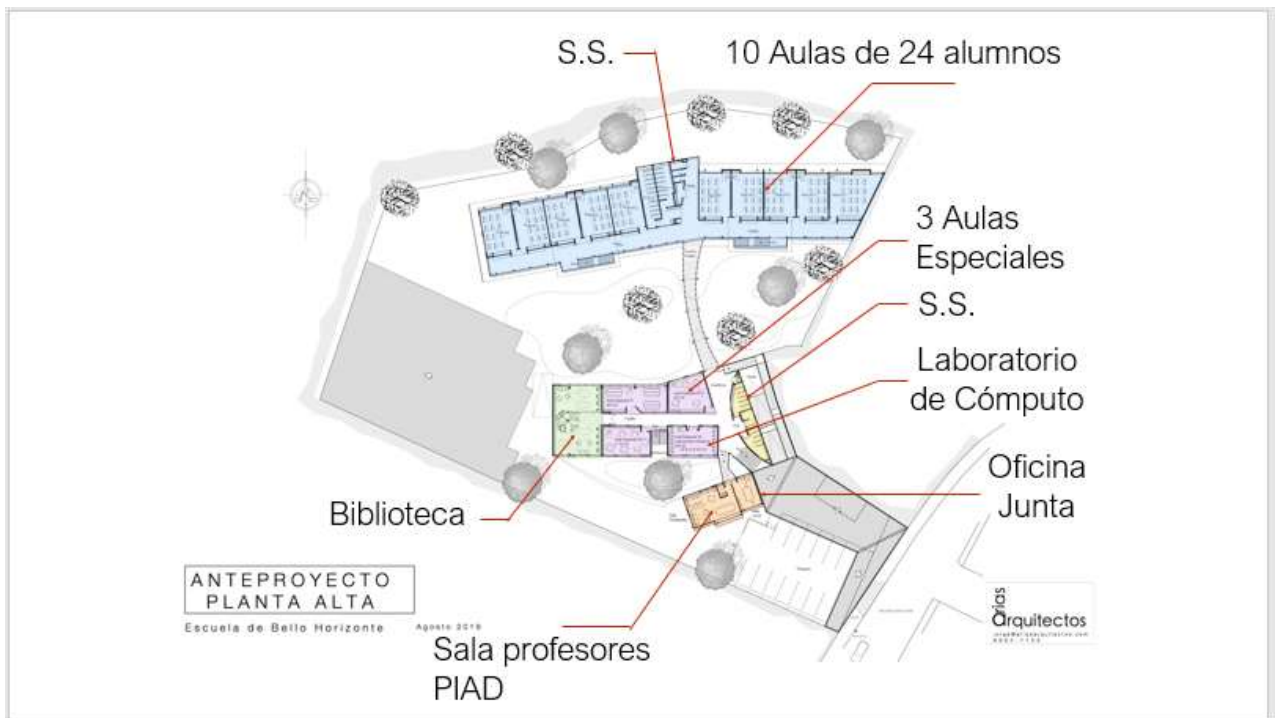 S.S.
10 Aulas de 24 alumnos
3 Aulas
Especiales
S.S.
Laboratorio
de Cómputo
Oficina
Junta
Biblioteca
ANTEPROYECTO
PLANTA ALTA
Escuela de Bello Horizonte Agosto 2019
Sala profesores
PIAD
arias
arquitectos